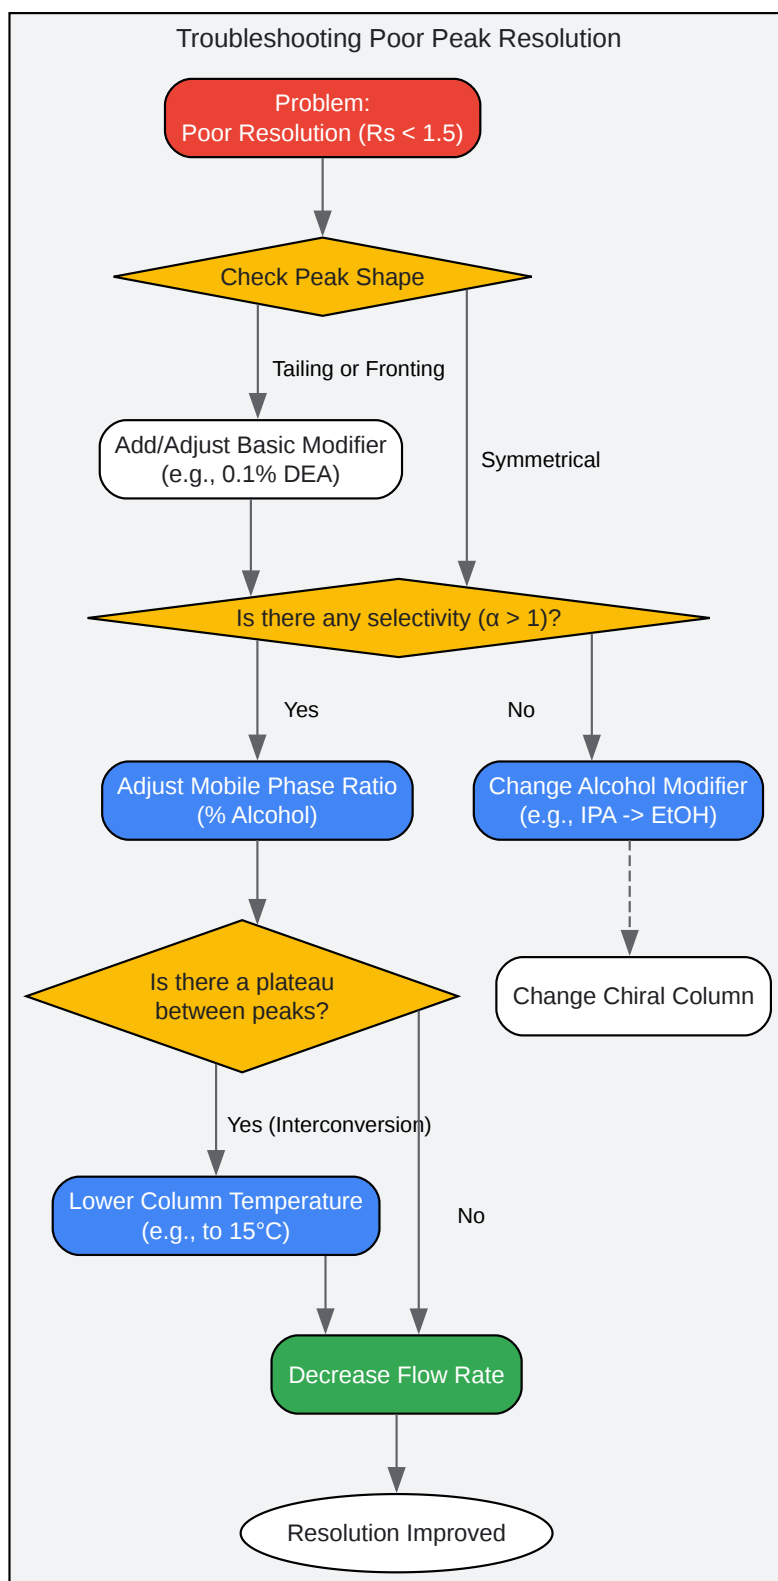 Troubleshooting Poor Peak Resolution
Problem:
Poor Resolution (Rs < 1.5)
Check Peak Shape
Tailing or Fronting
Add/Adjust Basic Modifier
(e.g., 0.1% DEA)
Symmetrical
Is there any selectivity (α > 1)?
Yes
No
Adjust Mobile Phase Ratio
(% Alcohol)
Change Alcohol Modifier
(e.g., IPA -> EtOH)
Is there a plateau
between peaks?
Change Chiral Column
Yes (Interconversion)
Lower Column Temperature
(e.g., to 15°C)
No
Decrease Flow Rate
Resolution Improved